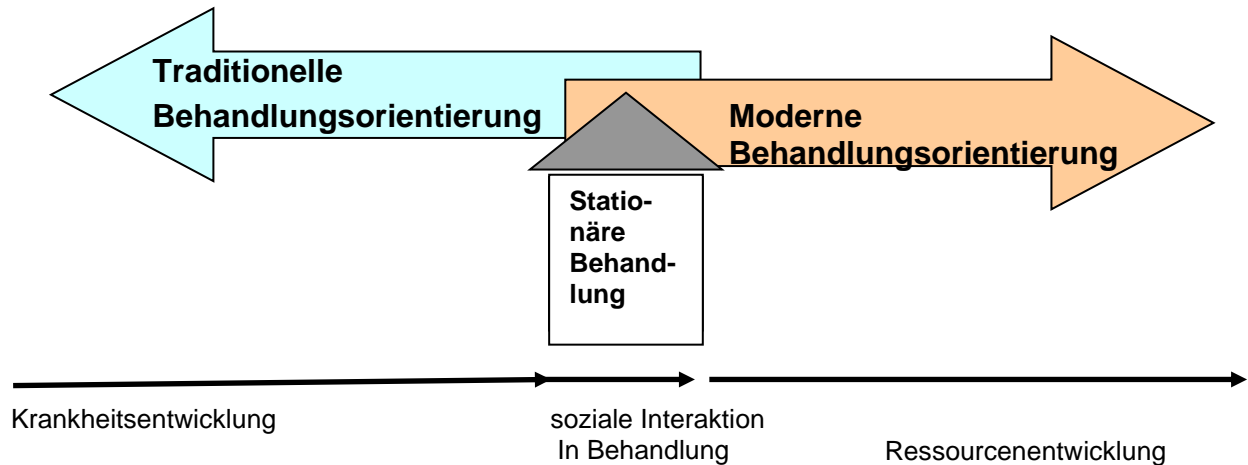 Traditionelle
Behandlungsorientierung
Moderne
Behandlungsorientierung
Statio-
näre
Behand-
lung
Krankheitsentwicklung
soziale Interaktion
In Behandlung
Ressourcenentwicklung